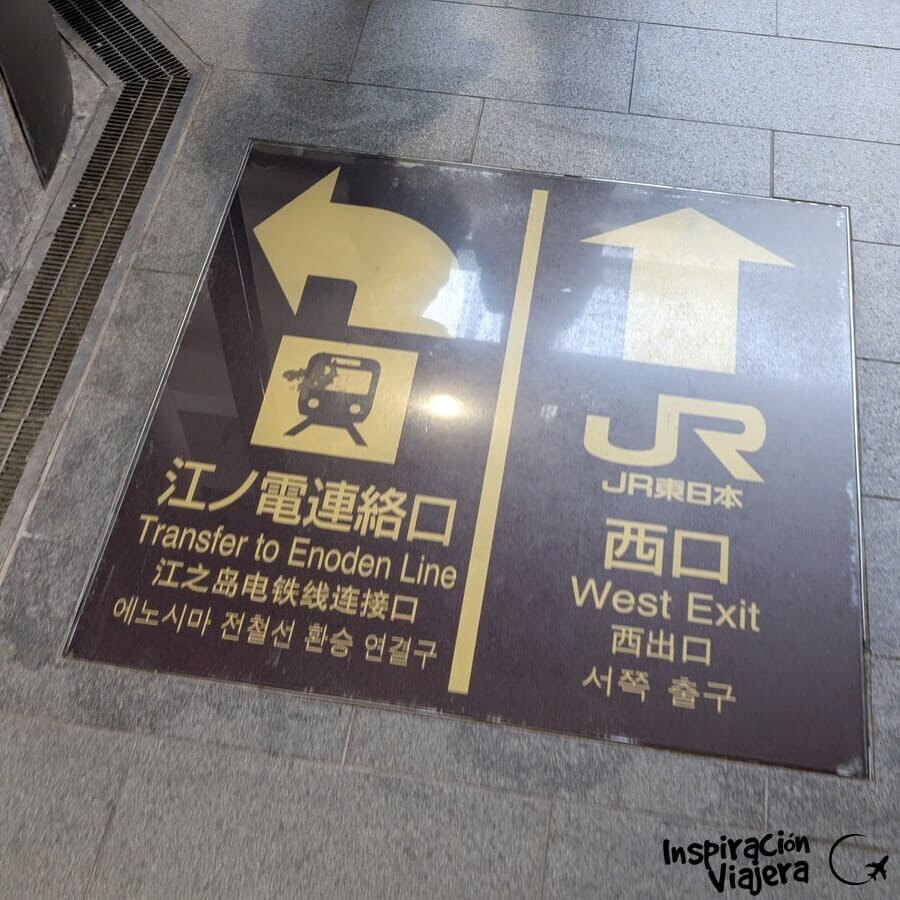 江ノ電連絡口
Transfer to Enoden Line
江之岛电铁线连接口
에노시마 전철선 환승 연결구
JR
JR東日本
西口
West Exit
西出口
서쪽 출구
Inspiración
Viajera